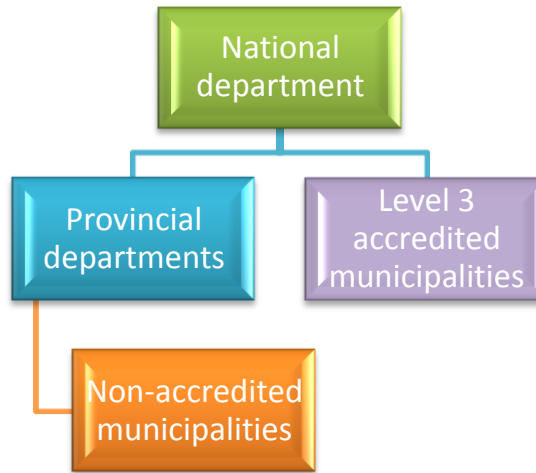 National
department
Provincial
departments
Level 3
accredited
municipalities
Non-accredited
municipalities